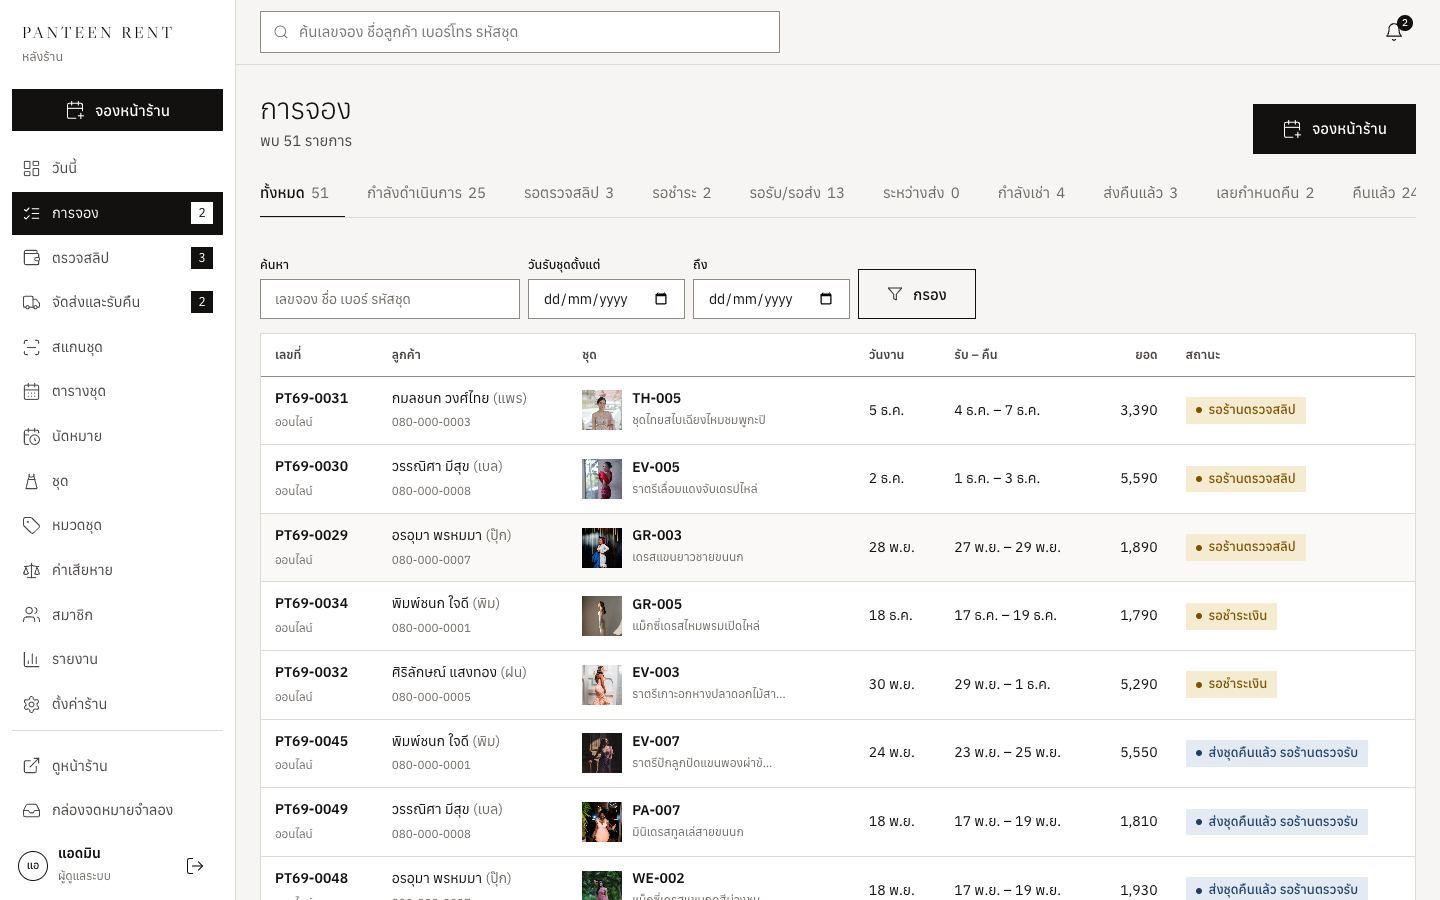 PANTEEN RENT
หลังร้าน
จองหน้าร้าน
วันนี้
การจอง 2
ตรวจสลิป 3
จัดส่งและรับคืน 2
สแกนชุด
ตารางชุด
นัดหมาย
ชุด
หมวดชุด
ค่าเสียหาย
สมาชิก
รายงาน
ตั้งค่าร้าน
ดูหน้าร้าน
กล่องจดหมายจำลอง
แอ แอดมิน
ผู้ดูแลระบบ
ค้นเลขจอง ชื่อลูกค้า เบอร์โทร รหัสชุด
2
การจอง
พบ 51 รายการ
จองหน้าร้าน
ทั้งหมด 51 กำลังดำเนินการ 25 รอตรวจสลิป 3 รอชำระ 2 รอรับ/รอส่ง 13 ระหว่างส่ง 0 กำลังเช่า 4 ส่งคืนแล้ว 3 เลยกำหนดคืน 2 คืนแล้ว 24
ค้นหา วันรับชุดตั้งแต่ ถึง
เลขจอง ชื่อ เบอร์ รหัสชุด dd/mm/yyyy dd/mm/yyyy กรอง
เลขที่ ลูกค้า ชุด วันงาน รับ – คืน ยอด สถานะ
PT69-0031 กมลชนก วงศ์ไทย (แพร) TH-005 5 ธ.ค. 4 ธ.ค. – 7 ธ.ค. 3,390 รอร้านตรวจสลิป
ออนไลน์ 080-000-0003 ชุดไทยสไบเฉียงไหมชมพูกะปิ
PT69-0030 วรรณิศา มีสุข (เบล) EV-005 2 ธ.ค. 1 ธ.ค. – 3 ธ.ค. 5,590 รอร้านตรวจสลิป
ออนไลน์ 080-000-0008 ราตรีเลื่อมแดงจับเดรปไหล่
PT69-0029 อรอุมา พรหมมา (ปุ๊ก) GR-003 28 พ.ย. 27 พ.ย. – 29 พ.ย. 1,890 รอร้านตรวจสลิป
ออนไลน์ 080-000-0007 เดรสแขนยาวชายขนนก
PT69-0034 พิมพ์ชนก ใจดี (พิม) GR-005 18 ธ.ค. 17 ธ.ค. – 19 ธ.ค. 1,790 รอชำระเงิน
ออนไลน์ 080-000-0001 แม็กซี่เดรสไหมพรมเปิดไหล่
PT69-0032 ศิริลักษณ์ แสงทอง (ฝน) EV-003 30 พ.ย. 29 พ.ย. – 1 ธ.ค. 5,290 รอชำระเงิน
ออนไลน์ 080-000-0005 ราตรีเกาะอกหางปลาดอกไม้สา...
PT69-0045 พิมพ์ชนก ใจดี (พิม) EV-007 24 พ.ย. 23 พ.ย. – 25 พ.ย. 5,550 ส่งชุดคืนแล้ว รอร้านตรวจรับ
ออนไลน์ 080-000-0001 ราตรีปักลูกปัดแขนพองผ่าข้...
PT69-0049 วรรณิศา มีสุข (เบล) PA-007 18 พ.ย. 17 พ.ย. – 19 พ.ย. 1,810 ส่งชุดคืนแล้ว รอร้านตรวจรับ
ออนไลน์ 080-000-0008 มินิเดรสทูลเล่สายขนนก
PT69-0048 อรอุมา พรหมมา (ปุ๊ก) WE-002 18 พ.ย. 17 พ.ย. – 19 พ.ย. 1,930 ส่งชุดคืนแล้ว รอร้านตรวจรับ